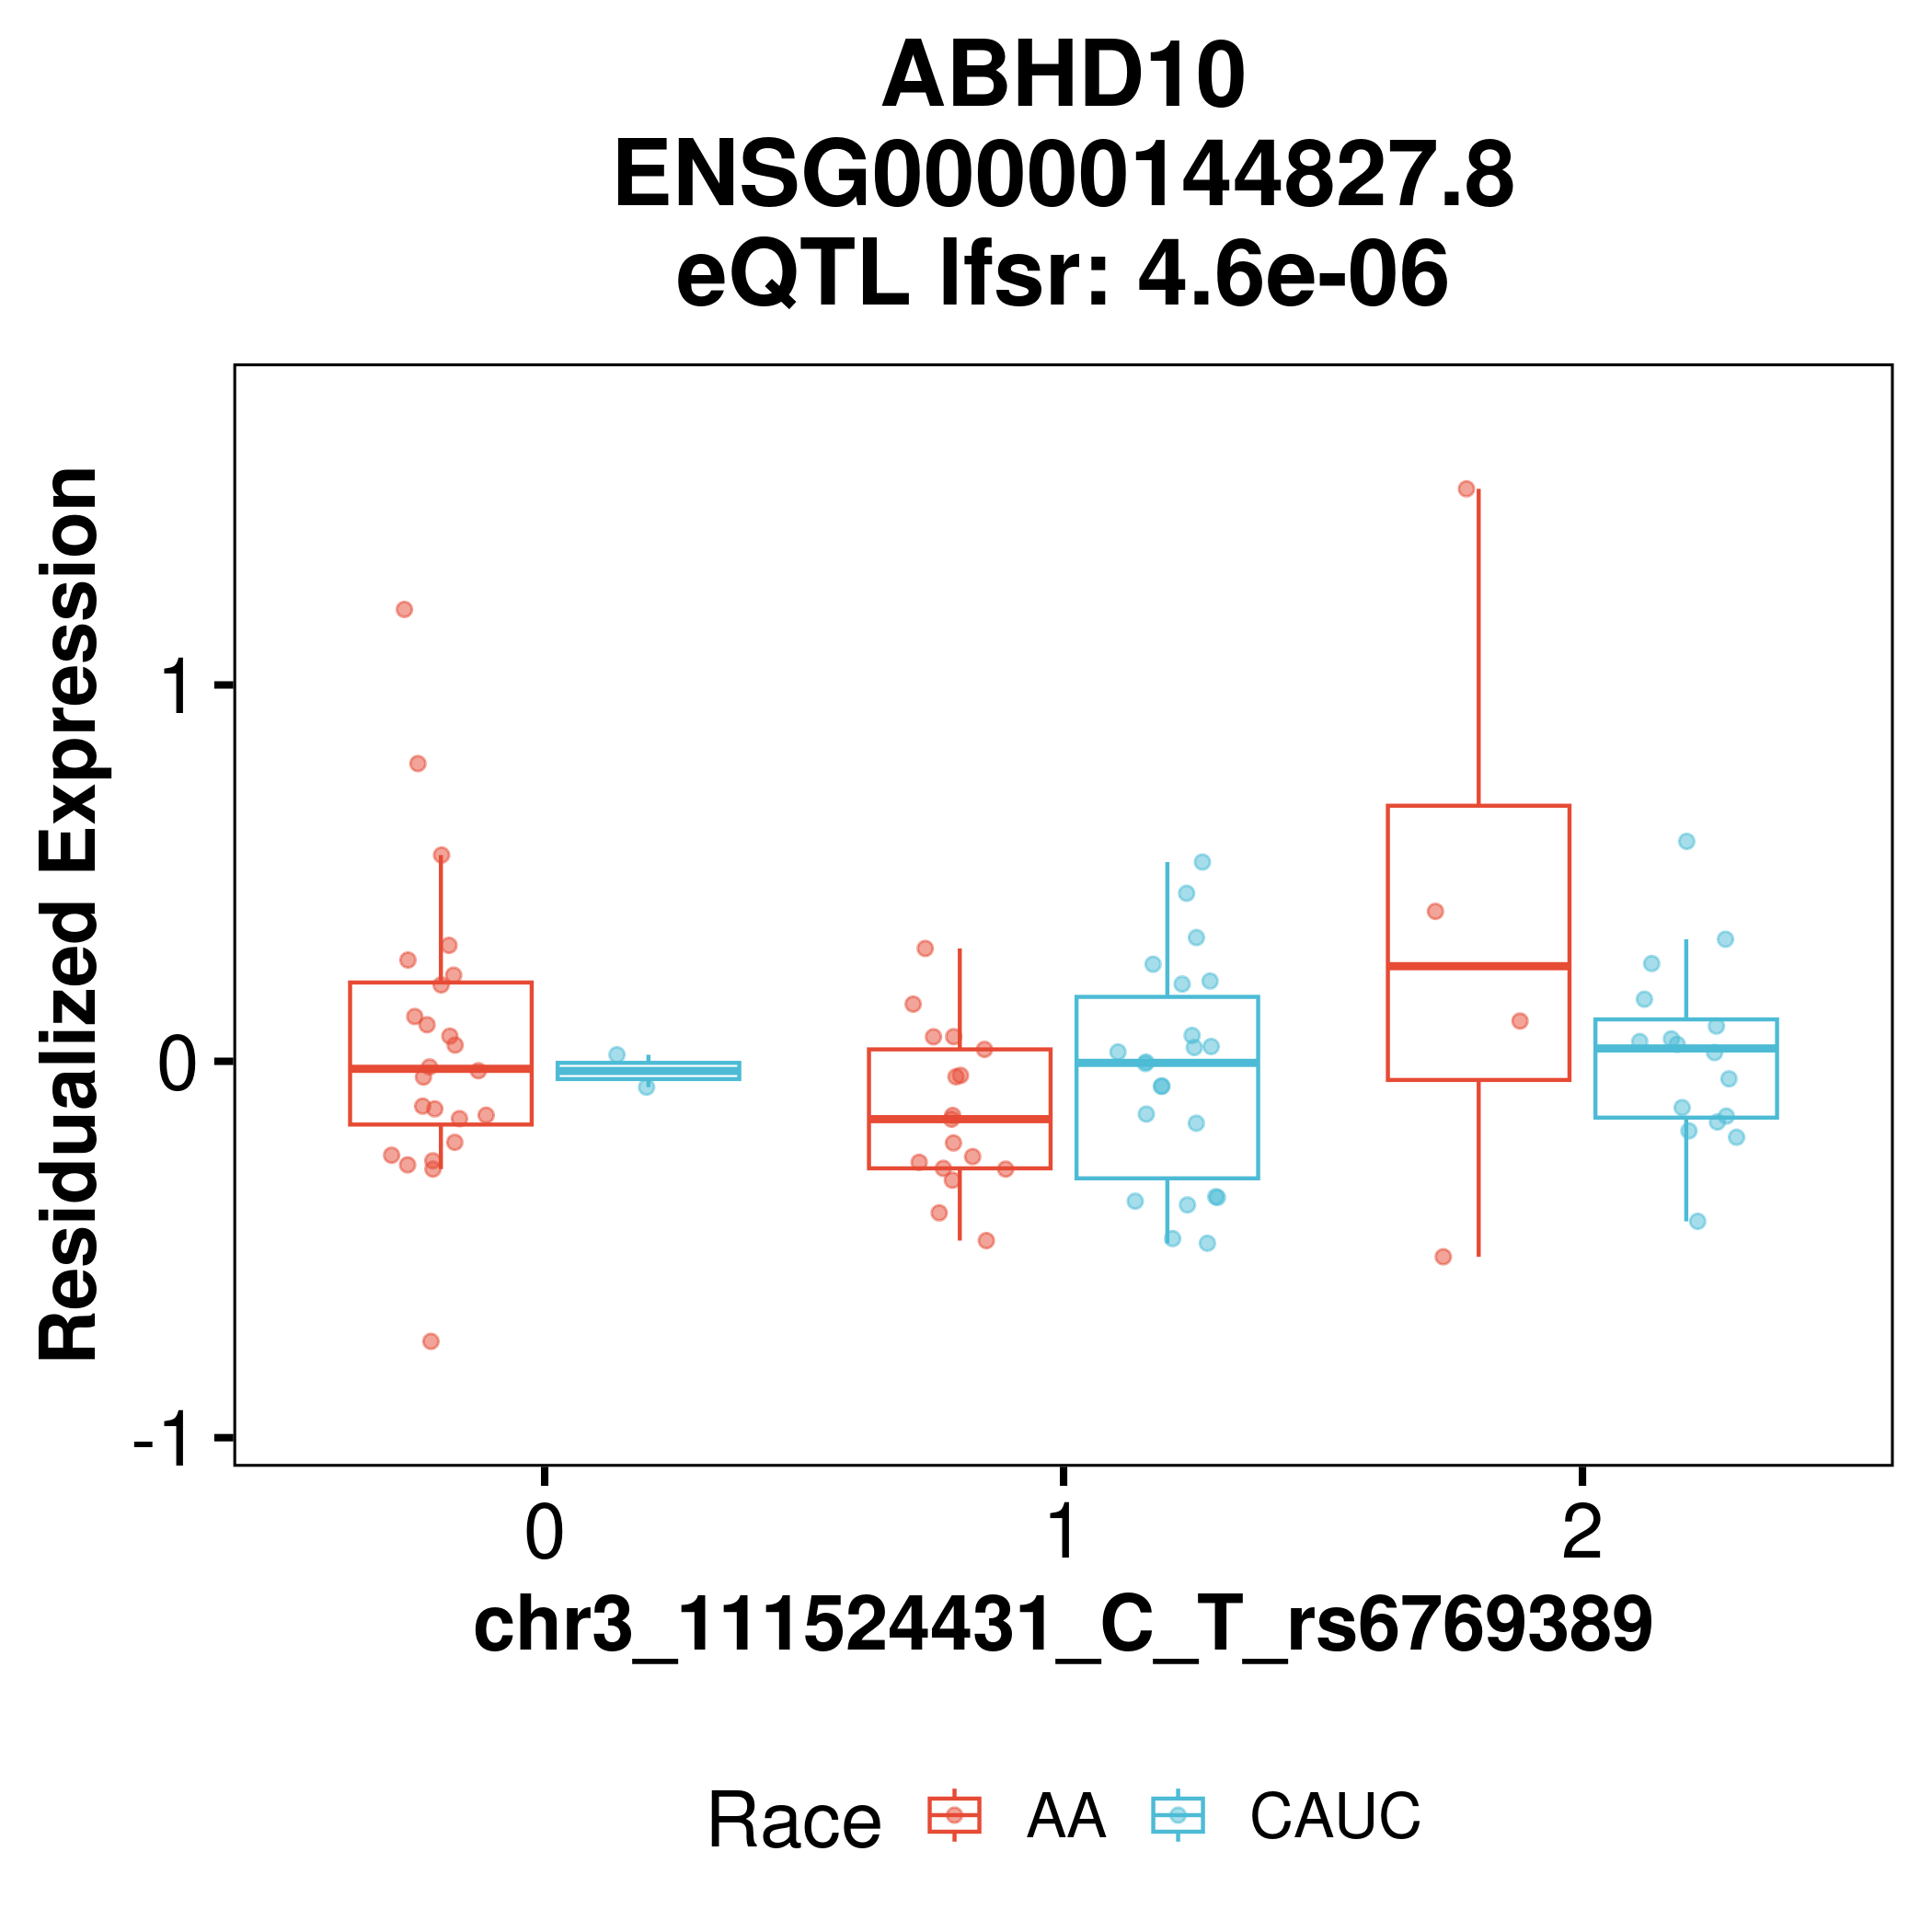 ABHD10
ENSG00000144827.8
eQTL lfsr: 4.6e-06
Residualized Expression
1
0
-1
0 1 2
chr3_111524431_C_T_rs6769389
Race AA CAUC